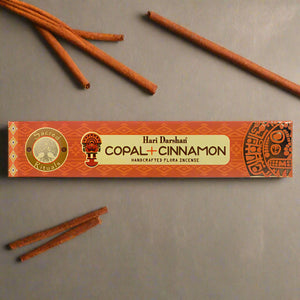 Sacred
Rituals
Hari Darshan
COPAL+CINNAMON
HANDCRAFTED FLORA INCENSE